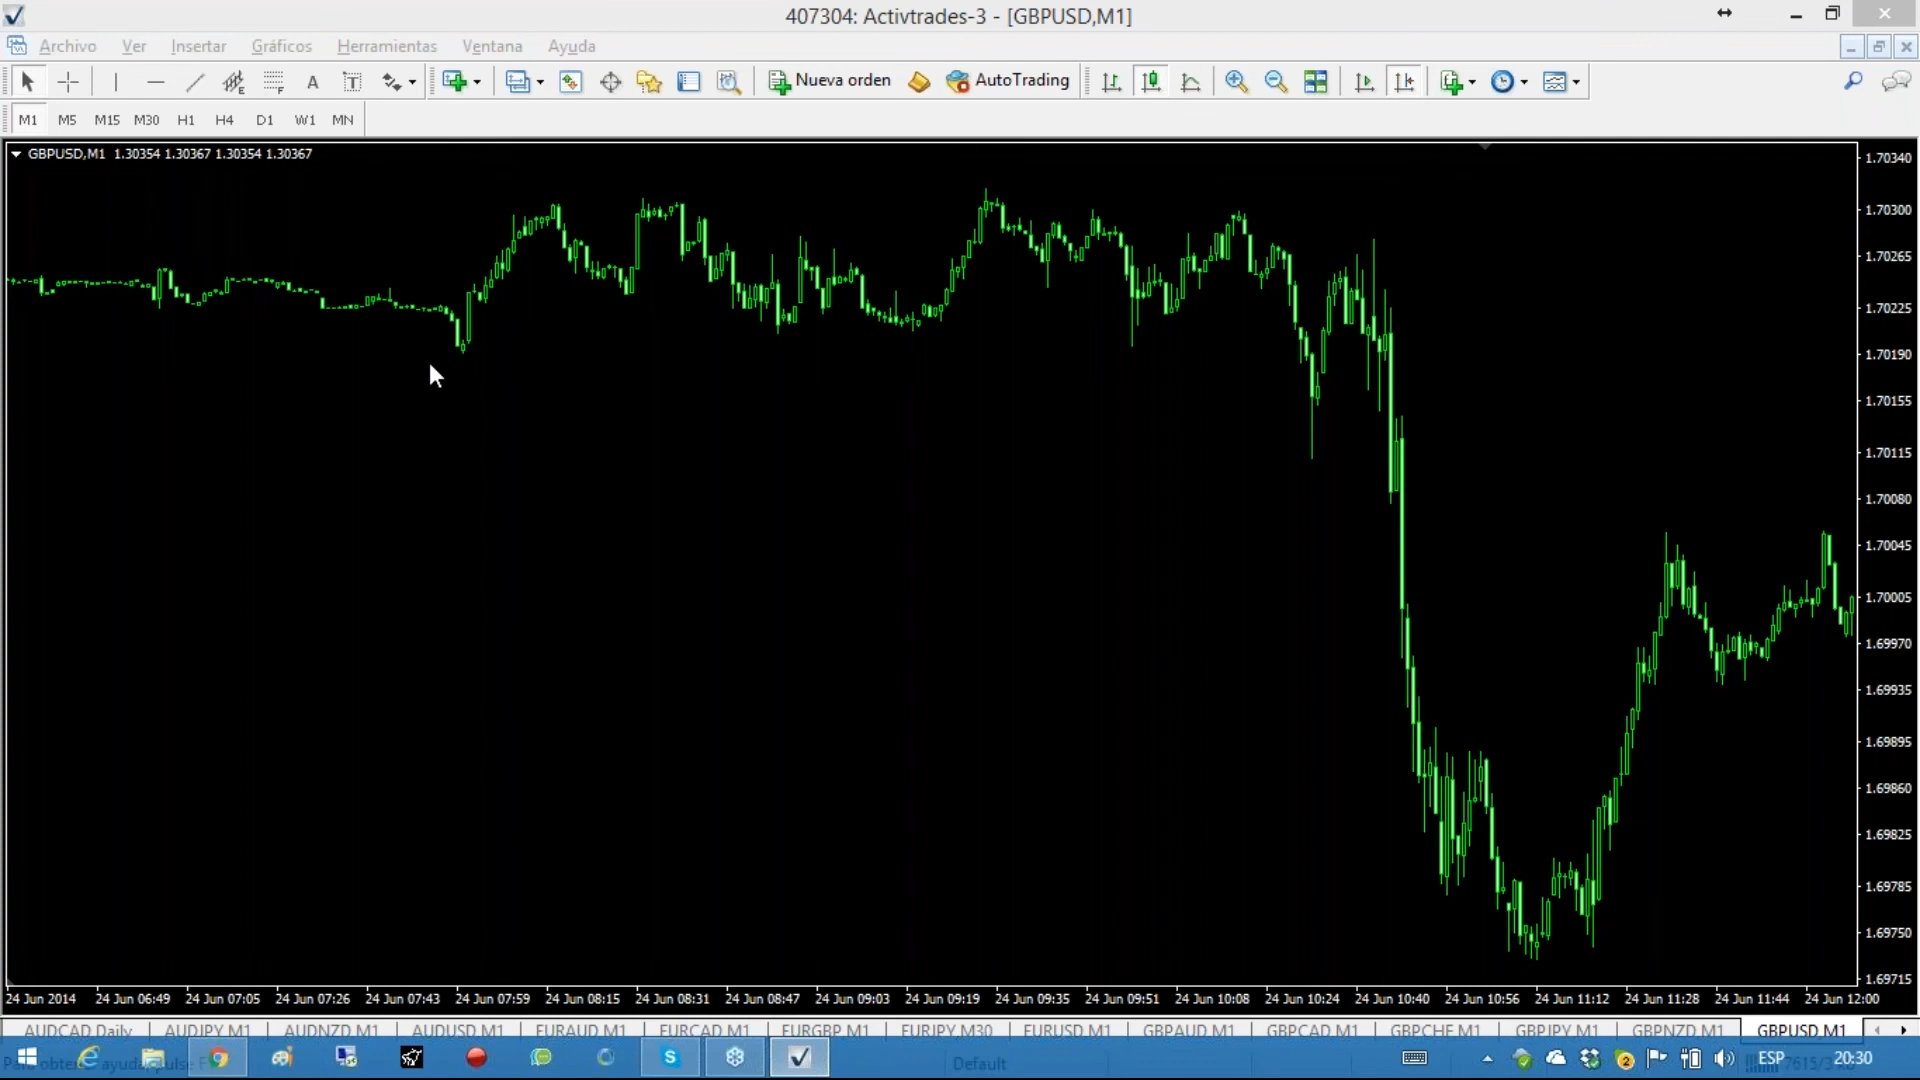 407304: Activtrades-3 - [GBPUSD,M1]
Archivo Ver Insertar Gráficos Herramientas Ventana Ayuda
Nueva orden AutoTrading
M1 M5 M15 M30 H1 H4 D1 W1 MN
GBPUSD,M1 1.30354 1.30367 1.30354 1.30367
1.70340
1.70300
1.70265
1.70225
1.70190
1.70155
1.70115
1.70080
1.70045
1.70005
1.69970
1.69935
1.69895
1.69860
1.69825
1.69785
1.69750
1.69715
24 Jun 2014 24 Jun 06:49 24 Jun 07:05 24 Jun 07:26 24 Jun 07:43 24 Jun 07:59 24 Jun 08:15 24 Jun 08:31 24 Jun 08:47 24 Jun 09:03 24 Jun 09:19 24 Jun 09:35 24 Jun 09:51 24 Jun 10:08 24 Jun 10:24 24 Jun 10:40 24 Jun 10:56 24 Jun 11:12 24 Jun 11:28 24 Jun 11:44 24 Jun 12:00
AUDCAD,Daily AUDJPY,M1 AUDNZD,M1 AUDUSD,M1 EURAUD,M1 EURCAD,M1 EURGBP,M1 EURJPY,M30 EURUSD,M1 GBPAUD,M1 GBPCAD,M1 GBPCHF,M1 GBPJPY,M1 GBPNZD,M1 GBPUSD,M1
Default
ESP 20:30